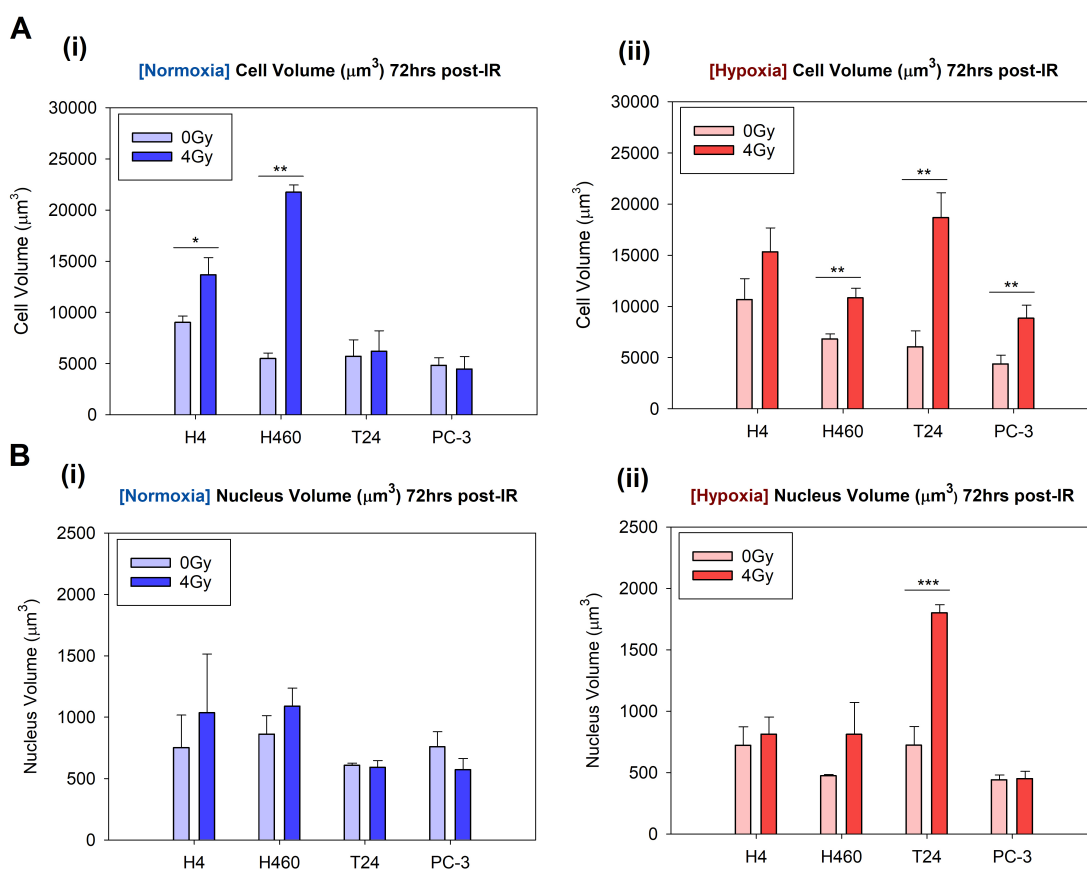 A
(i)
[Normoxia] Cell Volume (μm³) 72hrs post-IR
Cell Volume (μm³)
30000
25000
20000
15000
10000
5000
0
0Gy
4Gy
*
**
H4 H460 T24 PC-3
(ii)
[Hypoxia] Cell Volume (μm³) 72hrs post-IR
Cell Volume (μm³)
30000
25000
20000
15000
10000
5000
0
0Gy
4Gy
**
**
**
H4 H460 T24 PC-3
B
(i)
[Normoxia] Nucleus Volume (μm³) 72hrs post-IR
Nucleus Volume (μm³)
2500
2000
1500
1000
500
0
0Gy
4Gy
H4 H460 T24 PC-3
(ii)
[Hypoxia] Nucleus Volume (μm³) 72hrs post-IR
Nucleus Volume (μm³)
2500
2000
1500
1000
500
0
0Gy
4Gy
***
H4 H460 T24 PC-3